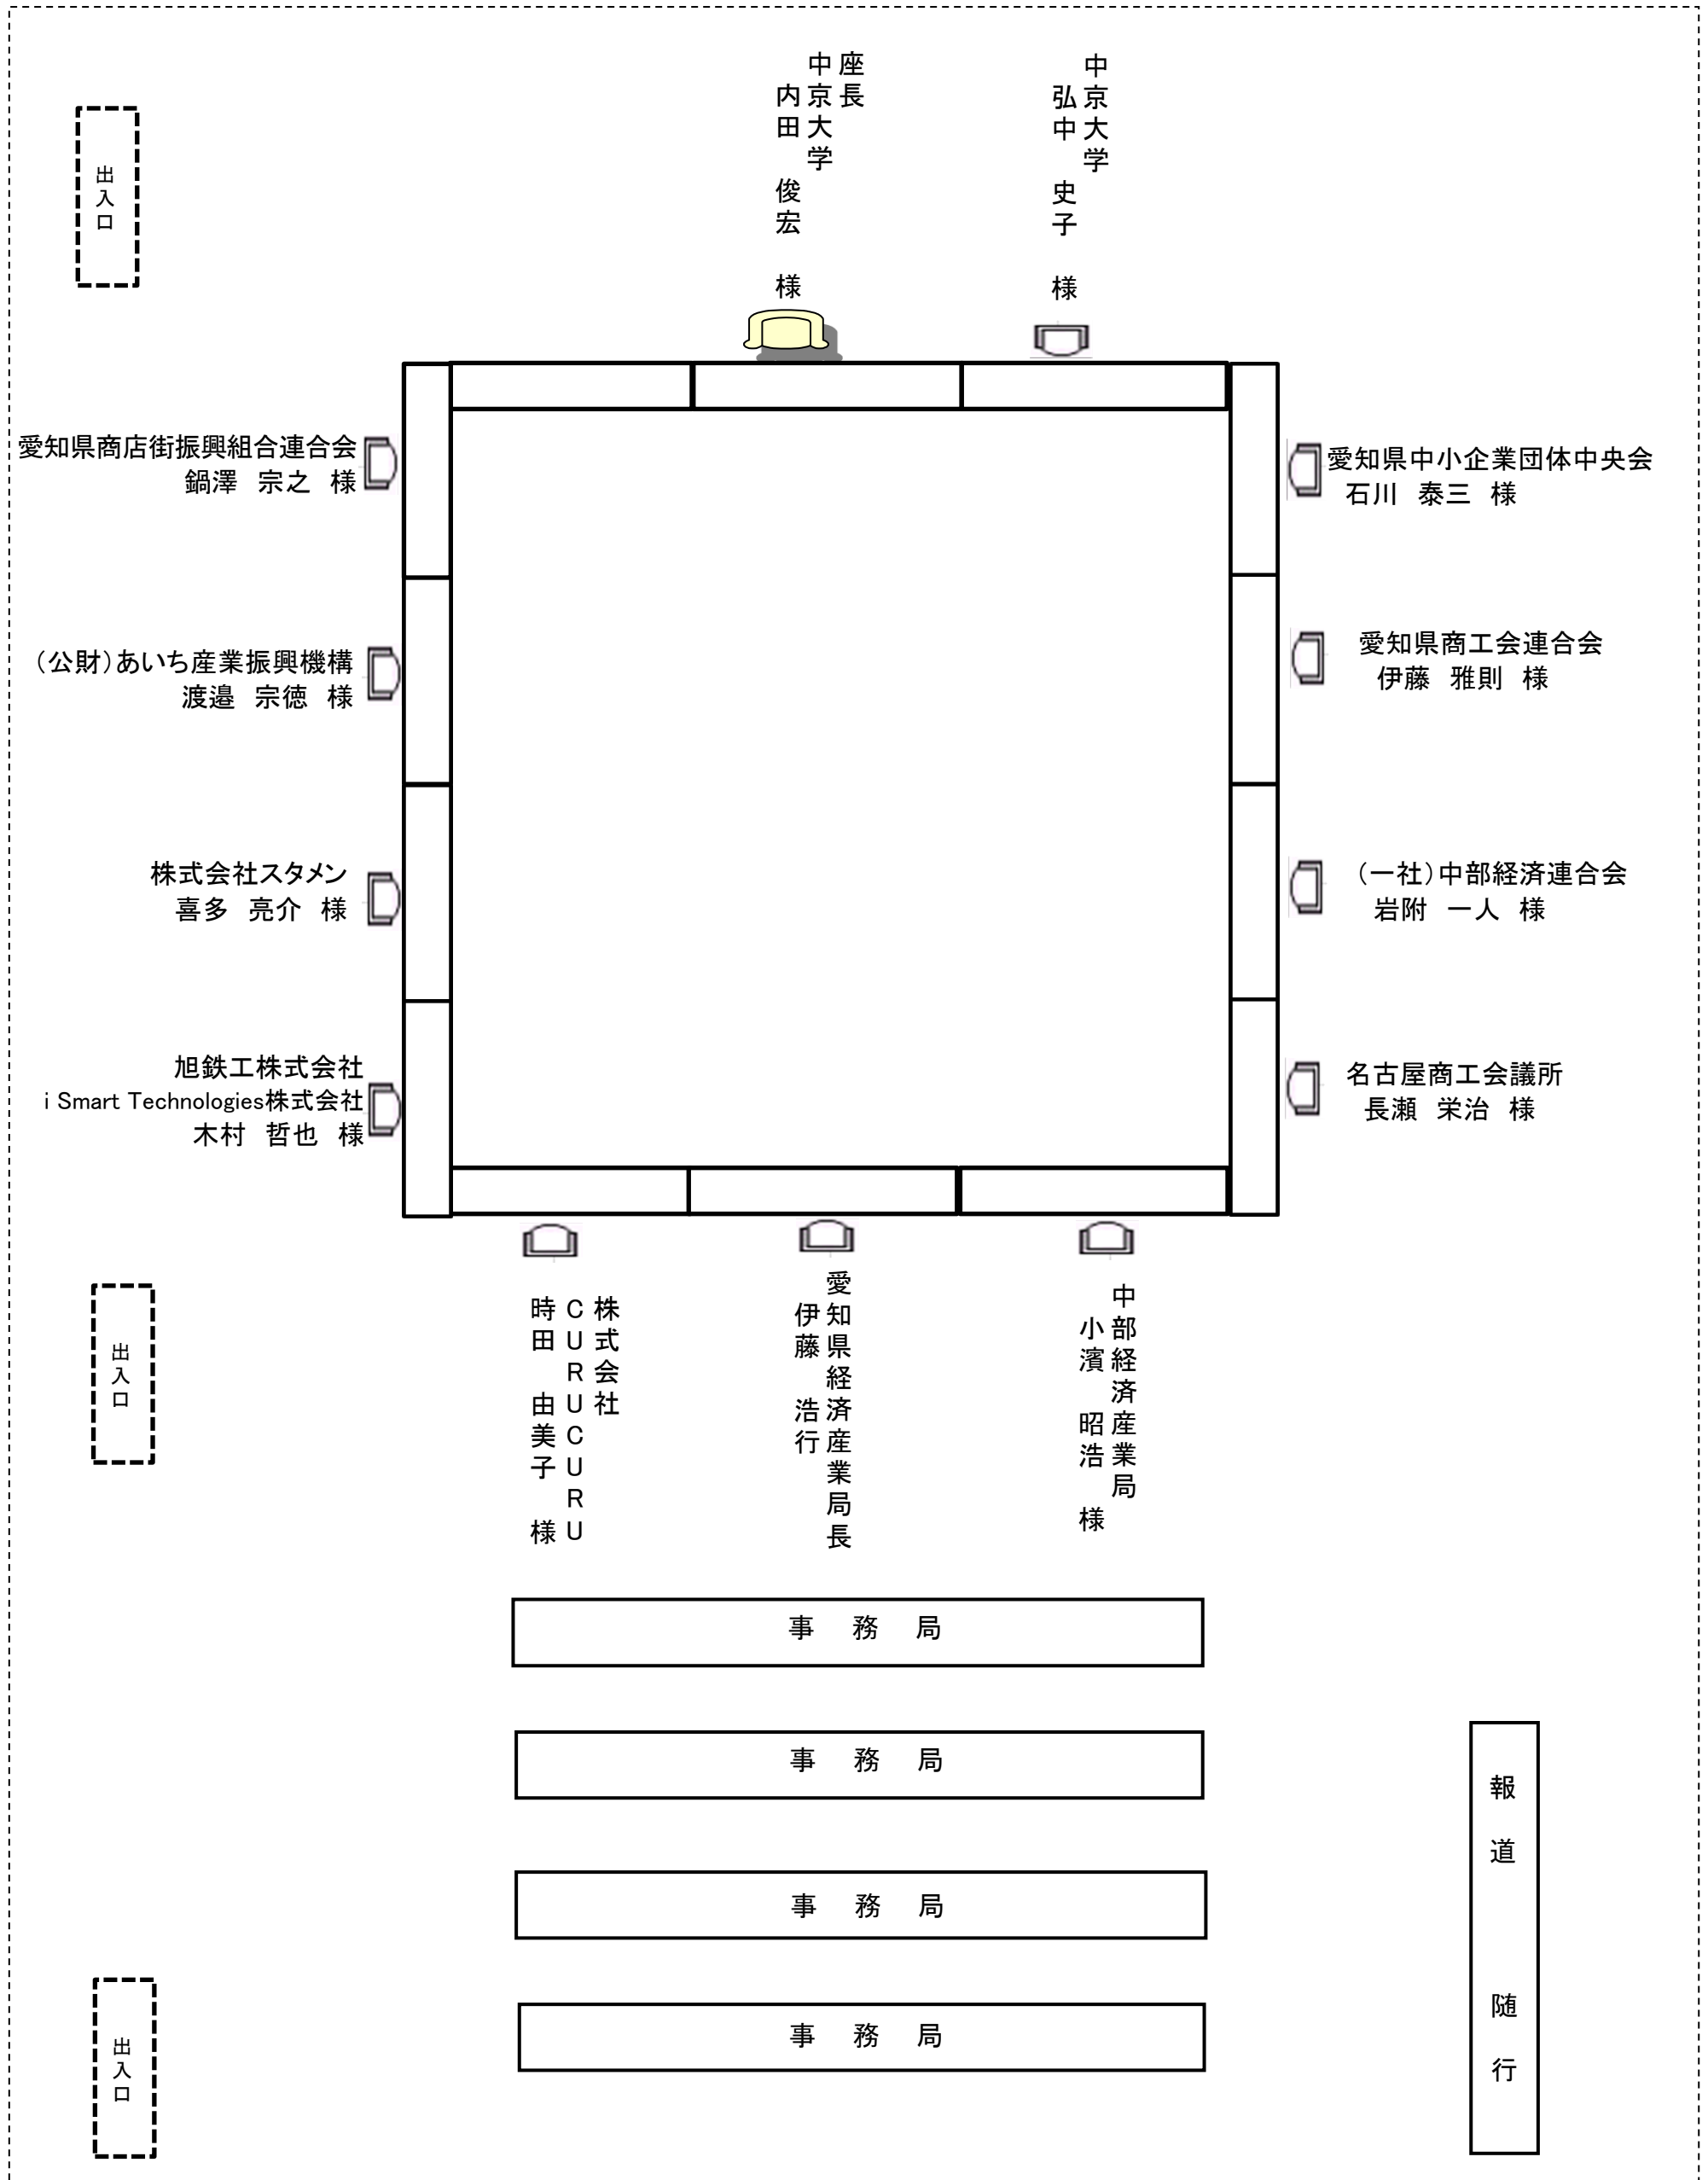 出入口
座長
中京大学
内田　俊宏　様
中京大学
弘中　史子　様
愛知県商店街振興組合連合会
鍋澤　宗之　様
愛知県中小企業団体中央会
石川　泰三　様
（公財）あいち産業振興機構
渡邉　宗徳　様
愛知県商工会連合会
伊藤　雅則　様
株式会社スタメン
喜多　亮介　様
（一社）中部経済連合会
岩附　一人　様
旭鉄工株式会社
i Smart Technologies株式会社
木村　哲也　様
名古屋商工会議所
長瀬　栄治　様
出入口
株式会社
ＣＵＲＵＣＵＲＵ
時田　由美子　様
愛知県経済産業局長
伊藤　浩行
中部経済産業局
小濱　昭浩　様
事　務　局
事　務　局
事　務　局
事　務　局
報　道　　随　行
出入口